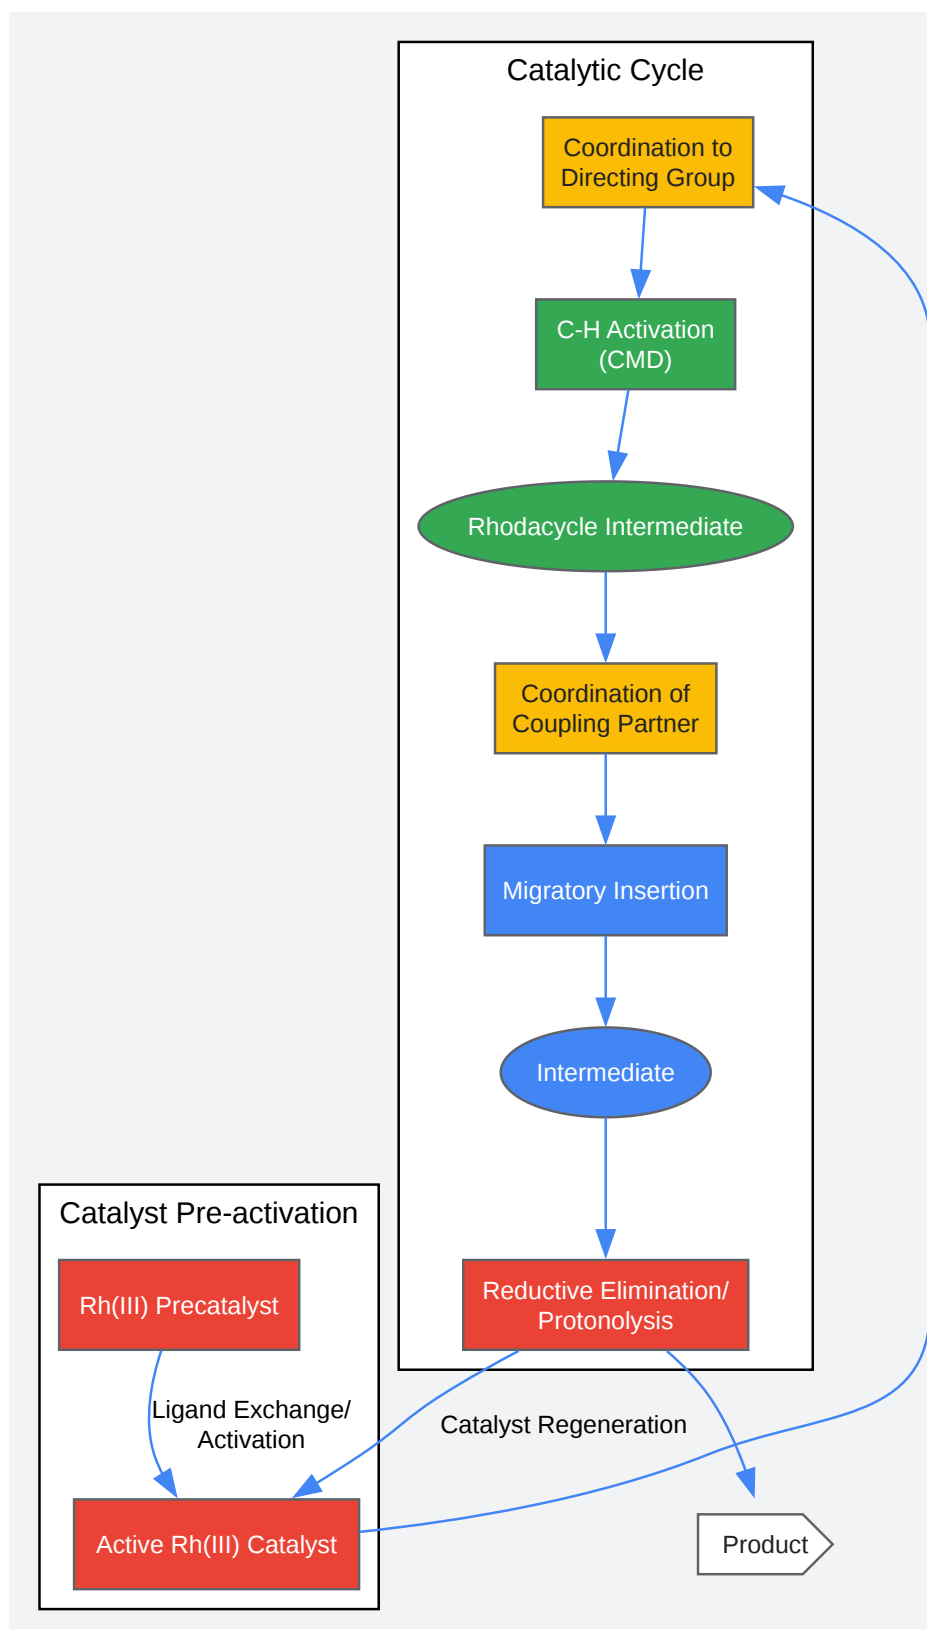 Catalytic Cycle
Coordination to
Directing Group
C-H Activation
(CMD)
Rhodacycle Intermediate
Coordination of
Coupling Partner
Migratory Insertion
Intermediate
Reductive Elimination/
Protonolysis
Catalyst Pre-activation
Rh(III) Precatalyst
Ligand Exchange/
Activation
Catalyst Regeneration
Active Rh(III) Catalyst
Product